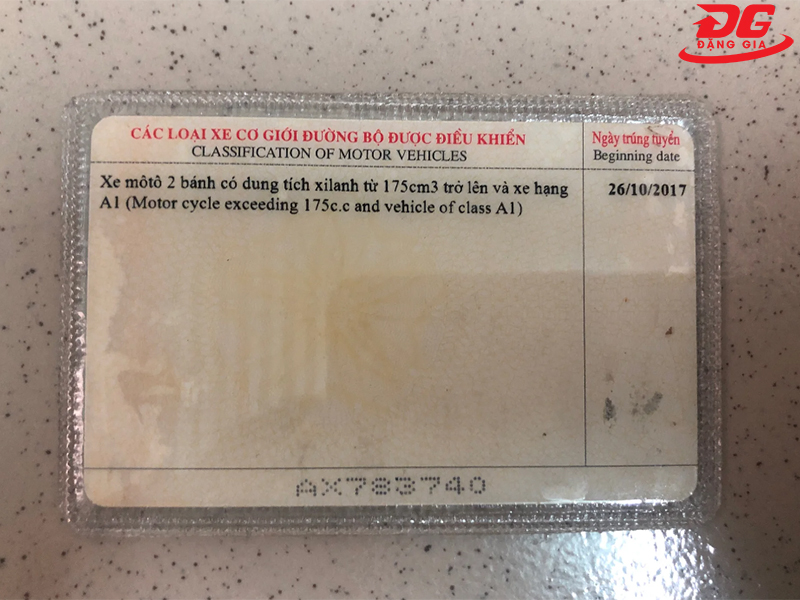 ĐG
ĐẶNG GIA
CÁC LOẠI XE CƠ GIỚI ĐƯỜNG BỘ ĐƯỢC ĐIỀU KHIỂN
CLASSIFICATION OF MOTOR VEHICLES
Ngày trúng tuyển
Beginning date
Xe môtô 2 bánh có dung tích xilanh từ 175cm3 trở lên và xe hạng
A1 (Motor cycle exceeding 175c.c and vehicle of class A1)
26/10/2017
AX783740